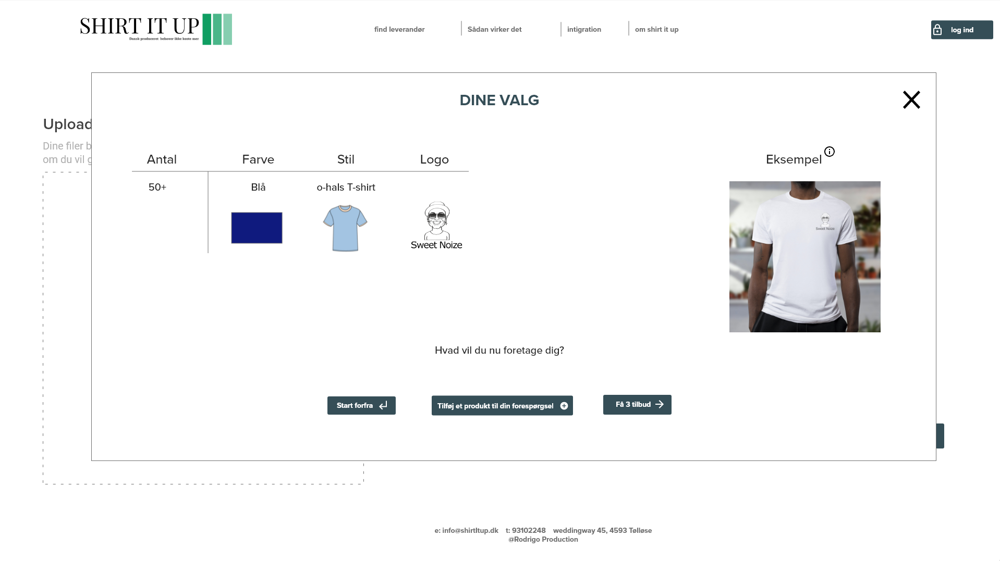 SHIRT IT UP
Dansk produceret behøver ikke koste mer
find leverandør
Sådan virker det
intigration
om shirt it up
log ind
DINE VALG
Upload
Dine filer b
om du vil g
Antal
Farve
Stil
Logo
Eksempel
50+
Blå
o-hals T-shirt
Sweet Noize
Sweet Noize
Hvad vil du nu foretage dig?
Start forfra
Tilføj et produkt til din forespørgsel
Få 3 tilbud
e: info@shirtItup.dk t: 93102248 weddingway 45, 4593 Tølløse
@Rodrigo Production